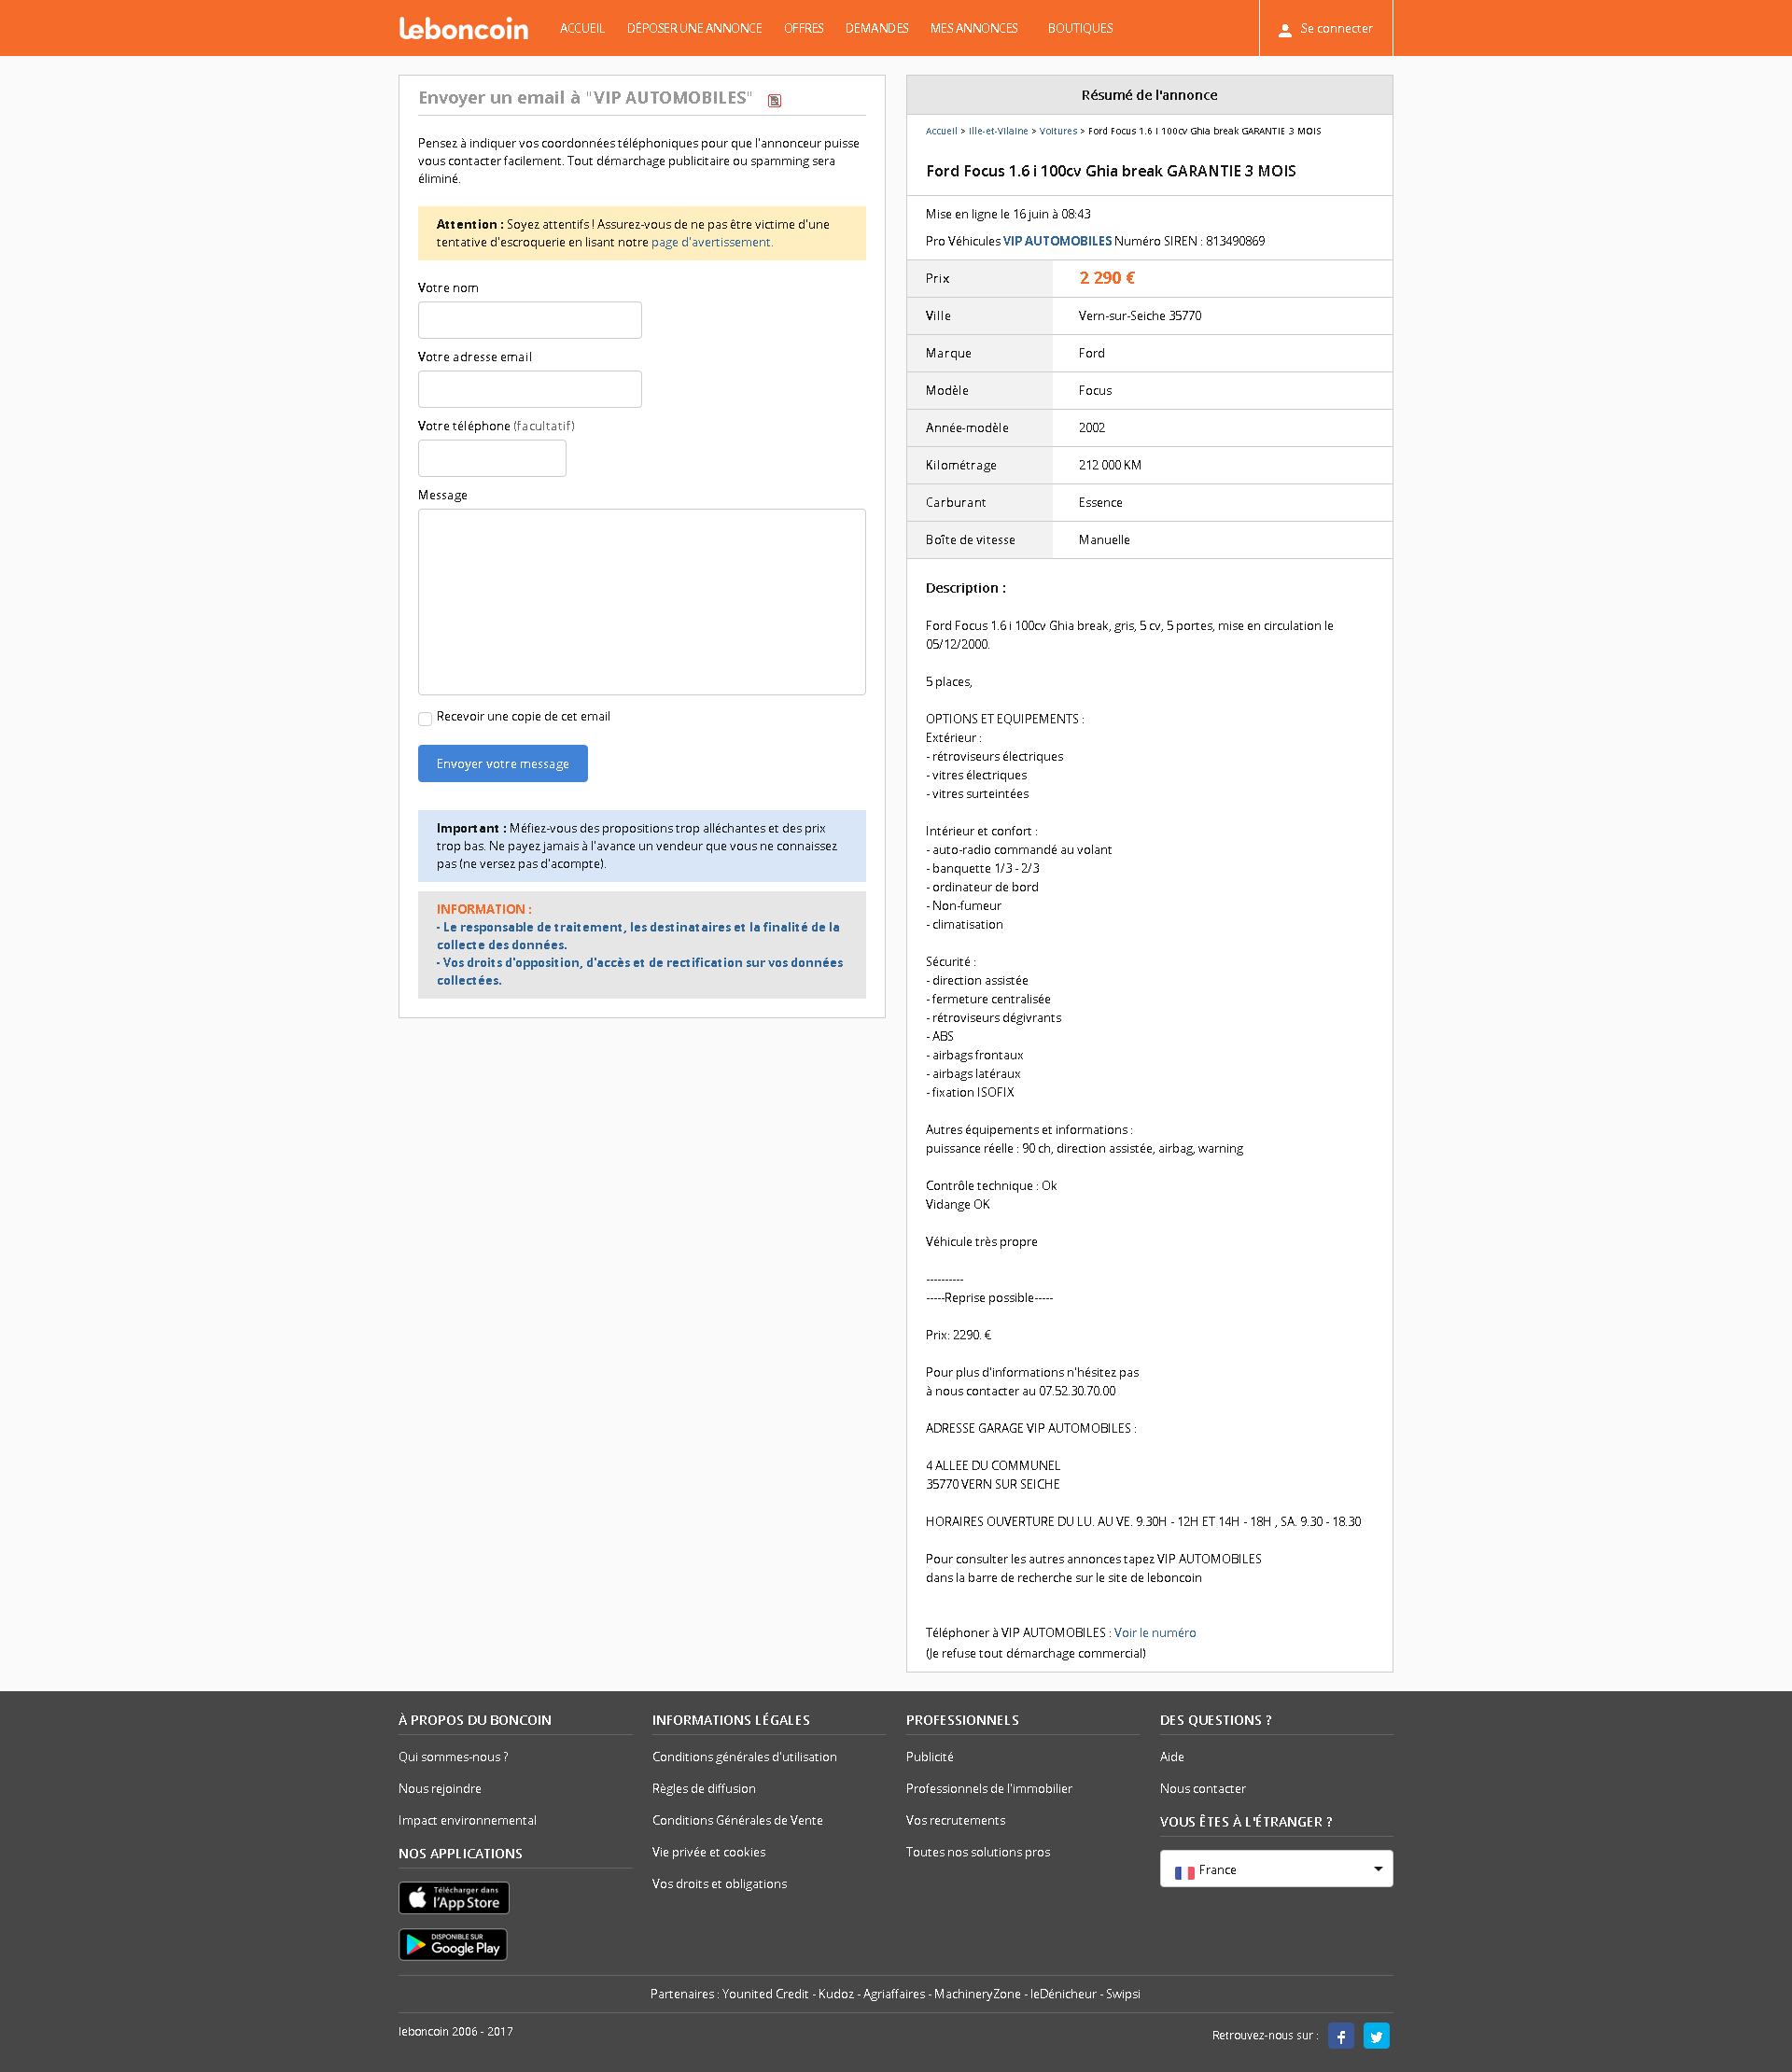 leboncoin ACCUEIL DÉPOSER UNE ANNONCE OFFRES DEMANDES MES ANNONCES BOUTIQUES Se connecter
Envoyer un email à "VIP AUTOMOBILES"
Pensez à indiquer vos coordonnées téléphoniques pour que l'annonceur puisse
vous contacter facilement. Tout démarchage publicitaire ou spamming sera
éliminé.
Attention : Soyez attentifs ! Assurez-vous de ne pas être victime d'une
tentative d'escroquerie en lisant notre page d'avertissement.
Votre nom
Votre adresse email
Votre téléphone (facultatif)
Message
Recevoir une copie de cet email
Envoyer votre message
Important : Méfiez-vous des propositions trop alléchantes et des prix
trop bas. Ne payez jamais à l'avance un vendeur que vous ne connaissez
pas (ne versez pas d'acompte).
INFORMATION :
- Le responsable de traitement, les destinataires et la finalité de la
collecte des données.
- Vos droits d'opposition, d'accès et de rectification sur vos données
collectées.
Résumé de l'annonce
Accueil > Ille-et-Vilaine > Voitures > Ford Focus 1.6 i 100cv Ghia break GARANTIE 3 MOIS
Ford Focus 1.6 i 100cv Ghia break GARANTIE 3 MOIS
Mise en ligne le 16 juin à 08:43
Pro Véhicules VIP AUTOMOBILES Numéro SIREN : 813490869
Prix 2 290 €
Ville Vern-sur-Seiche 35770
Marque Ford
Modèle Focus
Année-modèle 2002
Kilométrage 212 000 KM
Carburant Essence
Boîte de vitesse Manuelle
Description :
Ford Focus 1.6 i 100cv Ghia break, gris, 5 cv, 5 portes, mise en circulation le
05/12/2000.
5 places,
OPTIONS ET EQUIPEMENTS :
Extérieur :
- rétroviseurs électriques
- vitres électriques
- vitres surteintées
Intérieur et confort :
- auto-radio commandé au volant
- banquette 1/3 - 2/3
- ordinateur de bord
- Non-fumeur
- climatisation
Sécurité :
- direction assistée
- fermeture centralisée
- rétroviseurs dégivrants
- ABS
- airbags frontaux
- airbags latéraux
- fixation ISOFIX
Autres équipements et informations :
puissance réelle : 90 ch, direction assistée, airbag, warning
Contrôle technique : Ok
Vidange OK
Véhicule très propre
----------
-----Reprise possible-----
Prix: 2290. €
Pour plus d'informations n'hésitez pas
à nous contacter au 07.52.30.70.00
ADRESSE GARAGE VIP AUTOMOBILES :
4 ALLEE DU COMMUNEL
35770 VERN SUR SEICHE
HORAIRES OUVERTURE DU LU. AU VE. 9.30H - 12H ET 14H - 18H , SA. 9.30 - 18.30
Pour consulter les autres annonces tapez VIP AUTOMOBILES
dans la barre de recherche sur le site de leboncoin
Téléphoner à VIP AUTOMOBILES : Voir le numéro
(Je refuse tout démarchage commercial)
À PROPOS DU BONCOIN
Qui sommes-nous ?
Nous rejoindre
Impact environnemental
NOS APPLICATIONS
Télécharger dans
l'App Store
DISPONIBLE SUR
Google Play
INFORMATIONS LÉGALES
Conditions générales d'utilisation
Règles de diffusion
Conditions Générales de Vente
Vie privée et cookies
Vos droits et obligations
PROFESSIONNELS
Publicité
Professionnels de l'immobilier
Vos recrutements
Toutes nos solutions pros
DES QUESTIONS ?
Aide
Nous contacter
VOUS ÊTES À L'ÉTRANGER ?
France
Partenaires : Younited Credit - Kudoz - Agriaffaires - MachineryZone - leDénicheur - Swipsi
leboncoin 2006 - 2017
Retrouvez-nous sur :